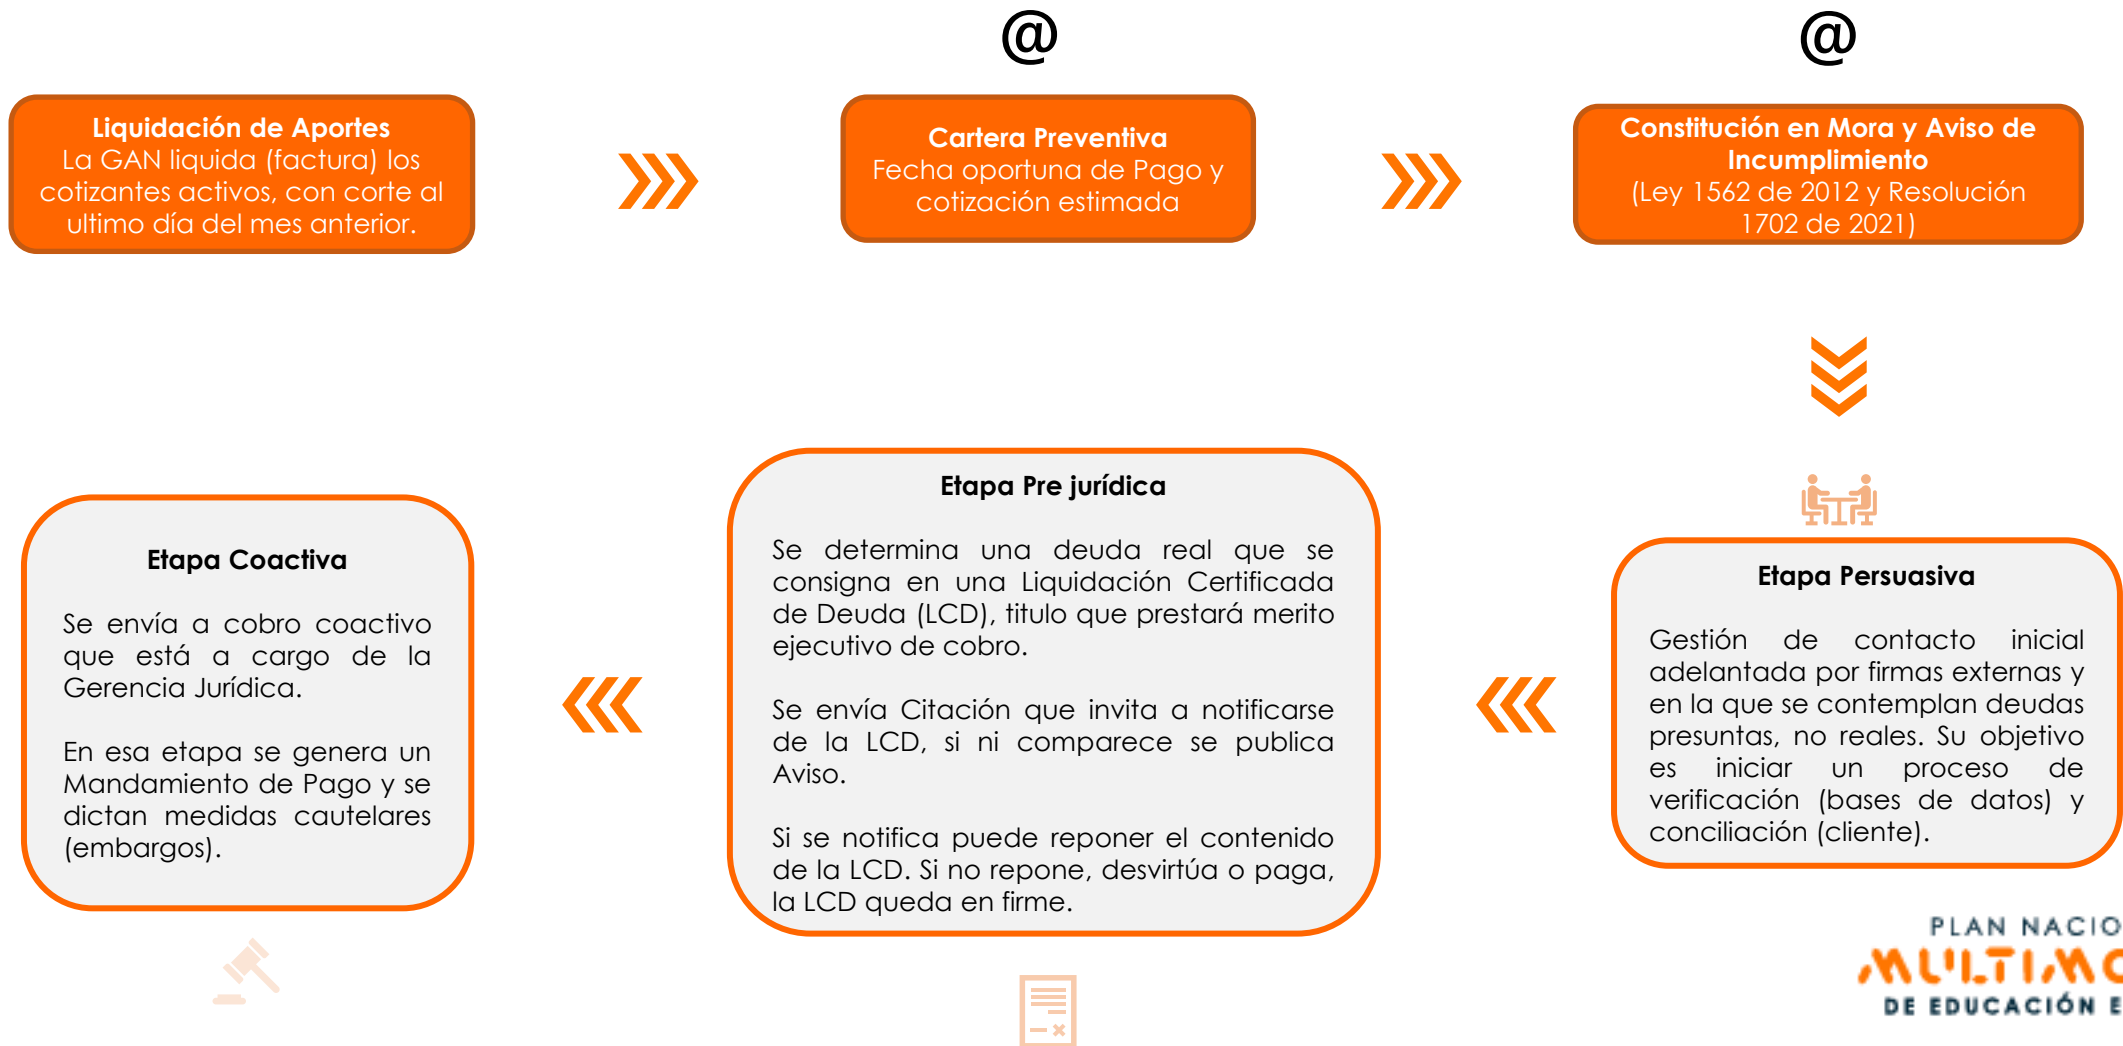 @
@
Liquidación de Aportes
La GAN liquida (factura) los
cotizantes activos, con corte al
ultimo día del mes anterior.
Cartera Preventiva
Fecha oportuna de Pago y
cotización estimada
Constitución en Mora y Aviso de
Incumplimiento
(Ley 1562 de 2012 y Resolución
1702 de 2021)
Etapa Persuasiva
Gestión de contacto inicial
adelantada por firmas externas y
en la que se contemplan deudas
presuntas, no reales. Su objetivo
es iniciar un proceso de
verificación (bases de datos) y
conciliación (cliente).
Etapa Pre jurídica
Se determina una deuda real que se
consigna en una Liquidación Certificada
de Deuda (LCD), titulo que prestará merito
ejecutivo de cobro.
Se envía Citación que invita a notificarse
de la LCD, si ni comparece se publica
Aviso.
Si se notifica puede reponer el contenido
de la LCD. Si no repone, desvirtúa o paga,
la LCD queda en firme.
Etapa Coactiva
Se envía a cobro coactivo
que está a cargo de la
Gerencia Jurídica.
En esa etapa se genera un
Mandamiento de Pago y se
dictan medidas cautelares
(embargos).
PLAN NACIO
MULTIMO
DE EDUCACIÓN E